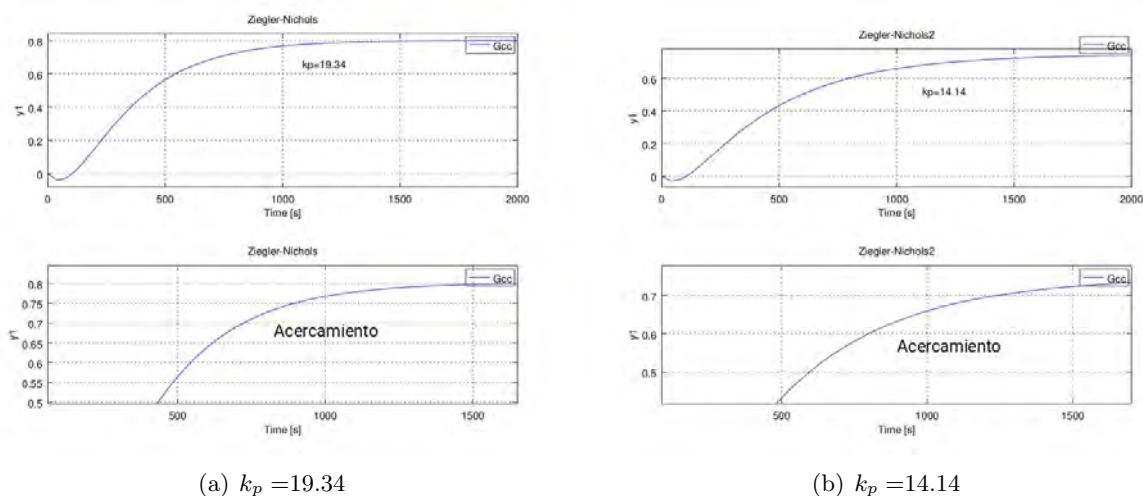 Ziegler-Nichols
0.8
0.6
0.4
0.2
0
y1
Gcc
kp=19.34
0 500 1000 1500 2000
Time [s]
Ziegler-Nichols
0.8
0.75
0.7
0.65
0.6
0.55
0.5
y1
Gcc
Acercamiento
500 1000 1500
Time [s]
(a) kp =19.34
Ziegler-Nichols2
0.6
0.4
0.2
0
y1
Gcc
kp=14.14
0 500 1000 1500 2000
Time [s]
Ziegler-Nichols2
0.7
0.6
0.5
y1
Gcc
Acercamiento
500 1000 1500
Time [s]
(b) kp =14.14